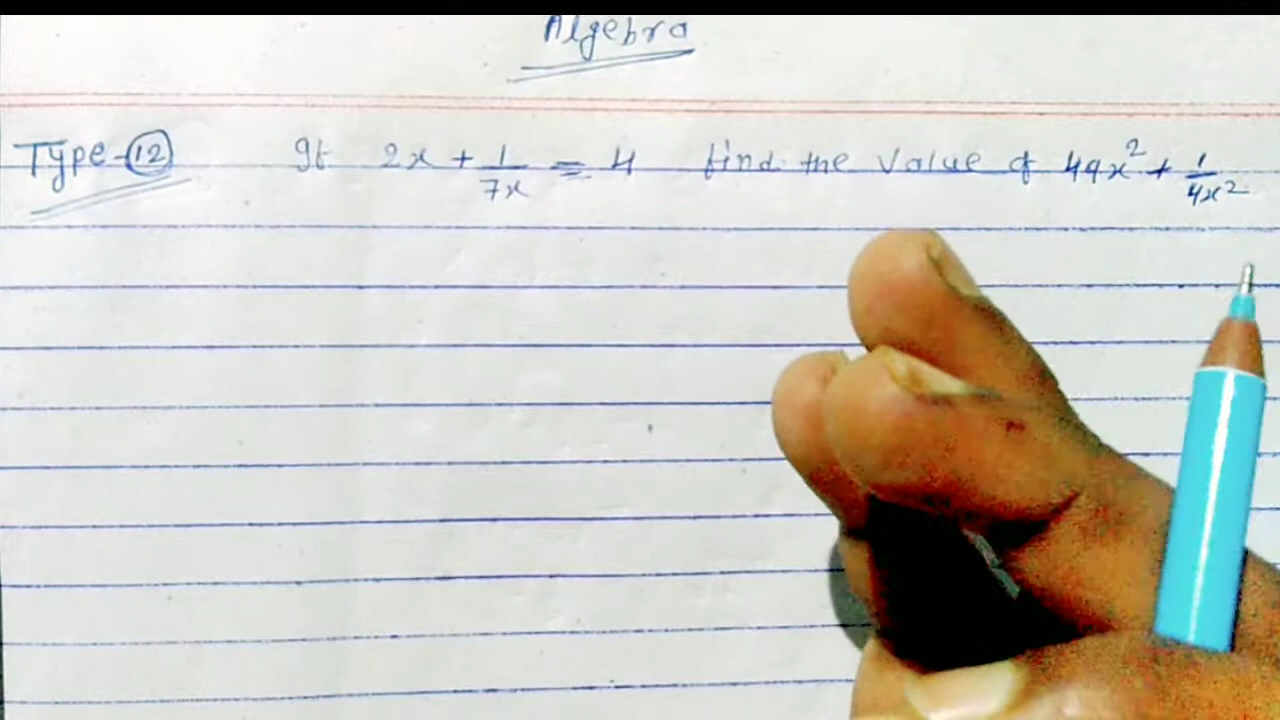 Algebra
Type-12 If 2x + 1/7x = 4 find the value of 49x² + 1/4x²